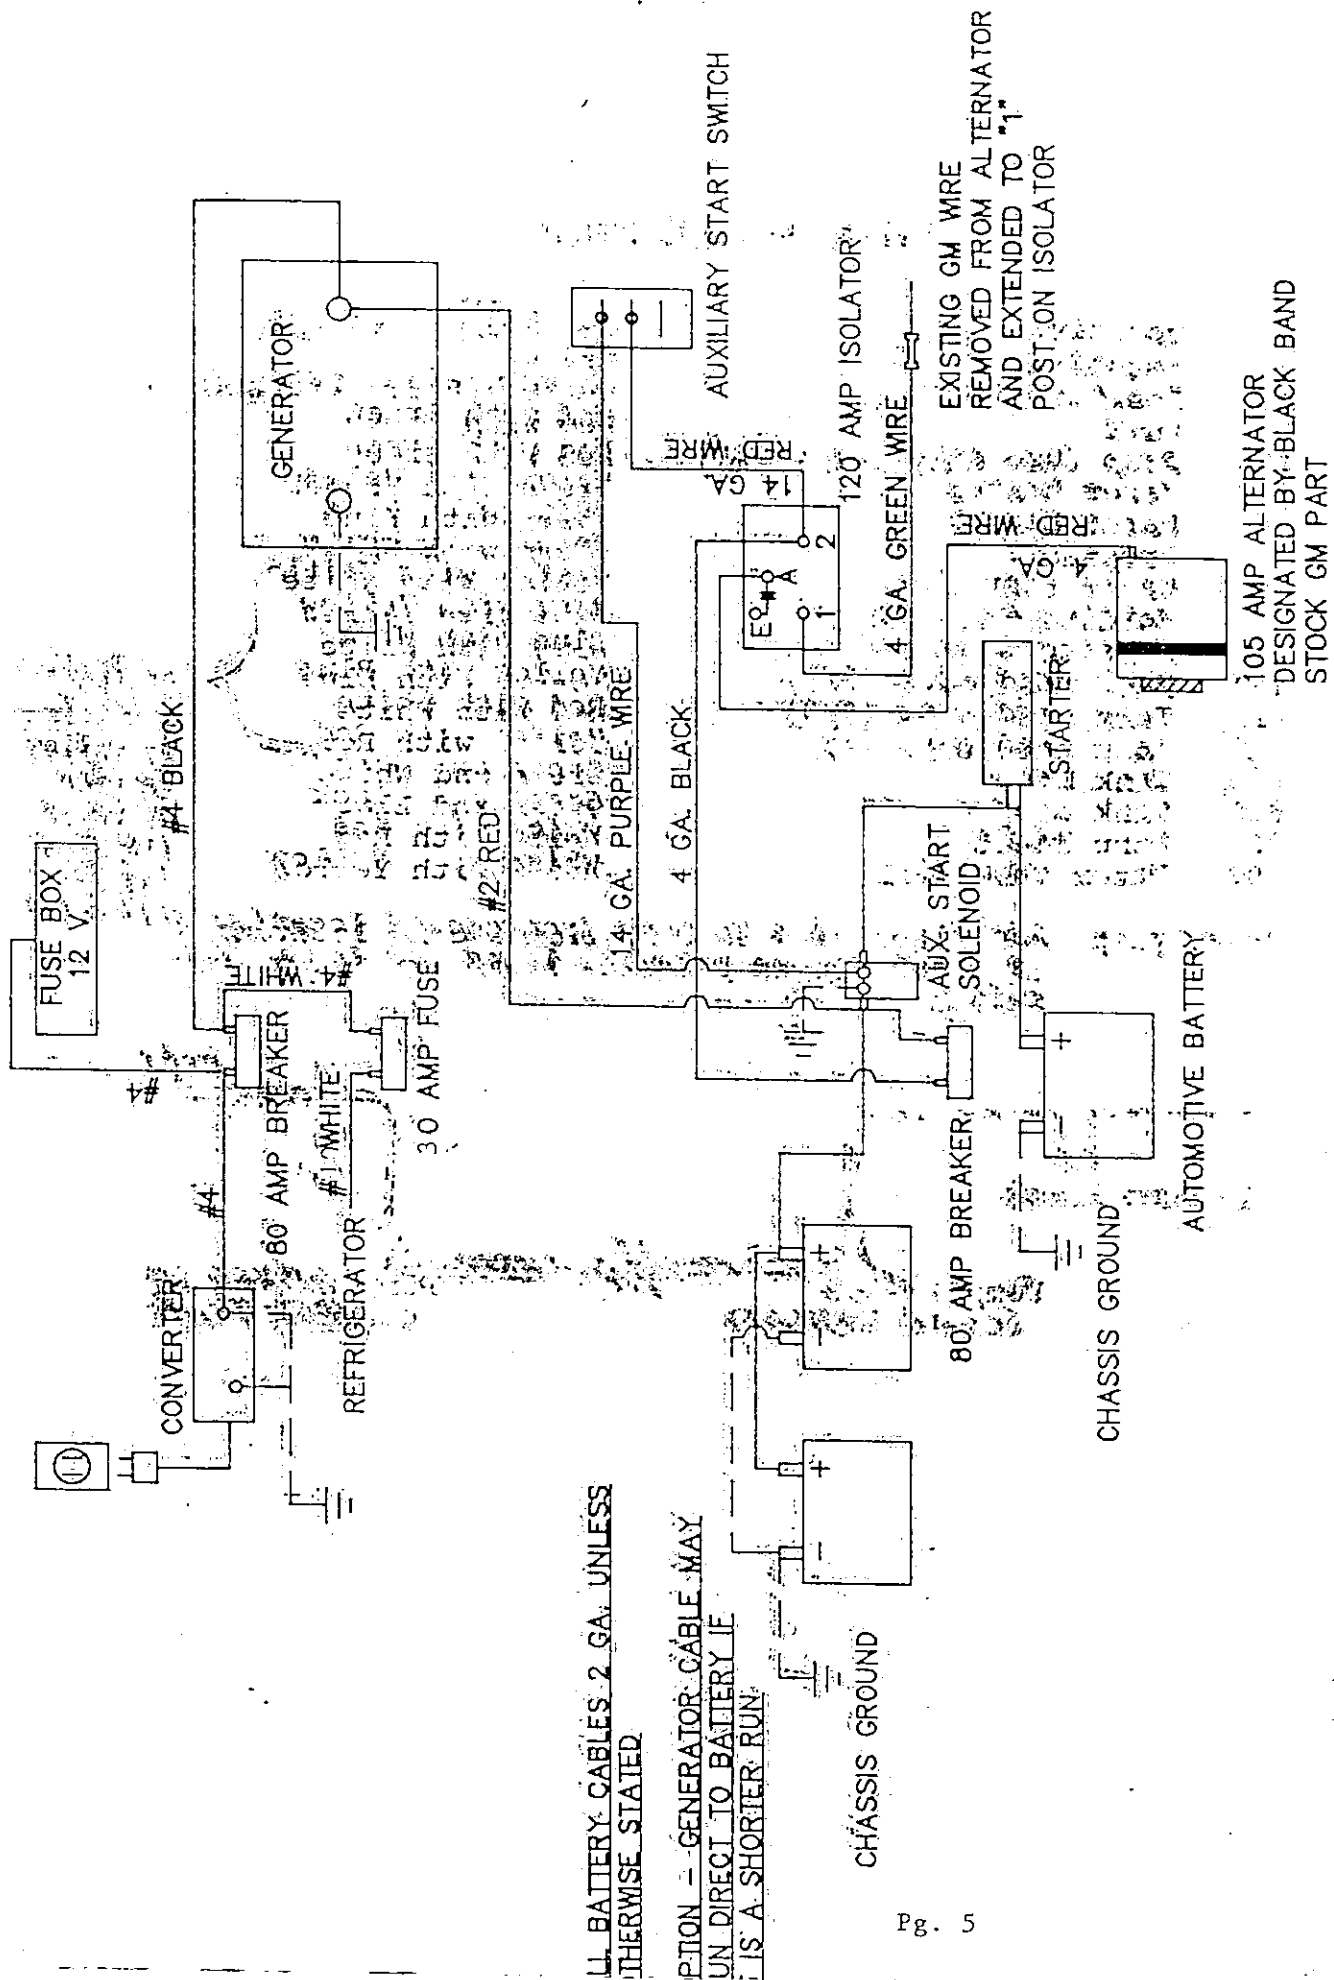 FUSE BOX
12 V.
#4 BLACK
GENERATOR
#4
#4 WHITE
CONVERTER
#4
80 AMP BREAKER
30 AMP FUSE
WHITE
REFRIGERATOR
#2 RED
AUXILIARY START SWITCH
14 GA. PURPLE WIRE
14 GA
RED WIRE
4 GA. BLACK
E
A
1
2
120 AMP ISOLATOR
4 GA. GREEN WIRE
EXISTING GM WIRE
REMOVED FROM ALTERNATOR
AND EXTENDED TO "1"
POST ON ISOLATOR
4 GA
RED WIRE
STARTER
AUX. START
SOLENOID
105 AMP ALTERNATOR
DESIGNATED BY BLACK BAND
STOCK GM PART
80 AMP BREAKER
+
-
AUTOMOTIVE BATTERY
CHASSIS GROUND
+
-
+
-
CHASSIS GROUND
LL BATTERY CABLES 2 GA. UNLESS
THERWISE STATED
PTION - GENERATOR CABLE MAY
UN DIRECT TO BATTERY IF
IS A SHORTER RUN
Pg. 5